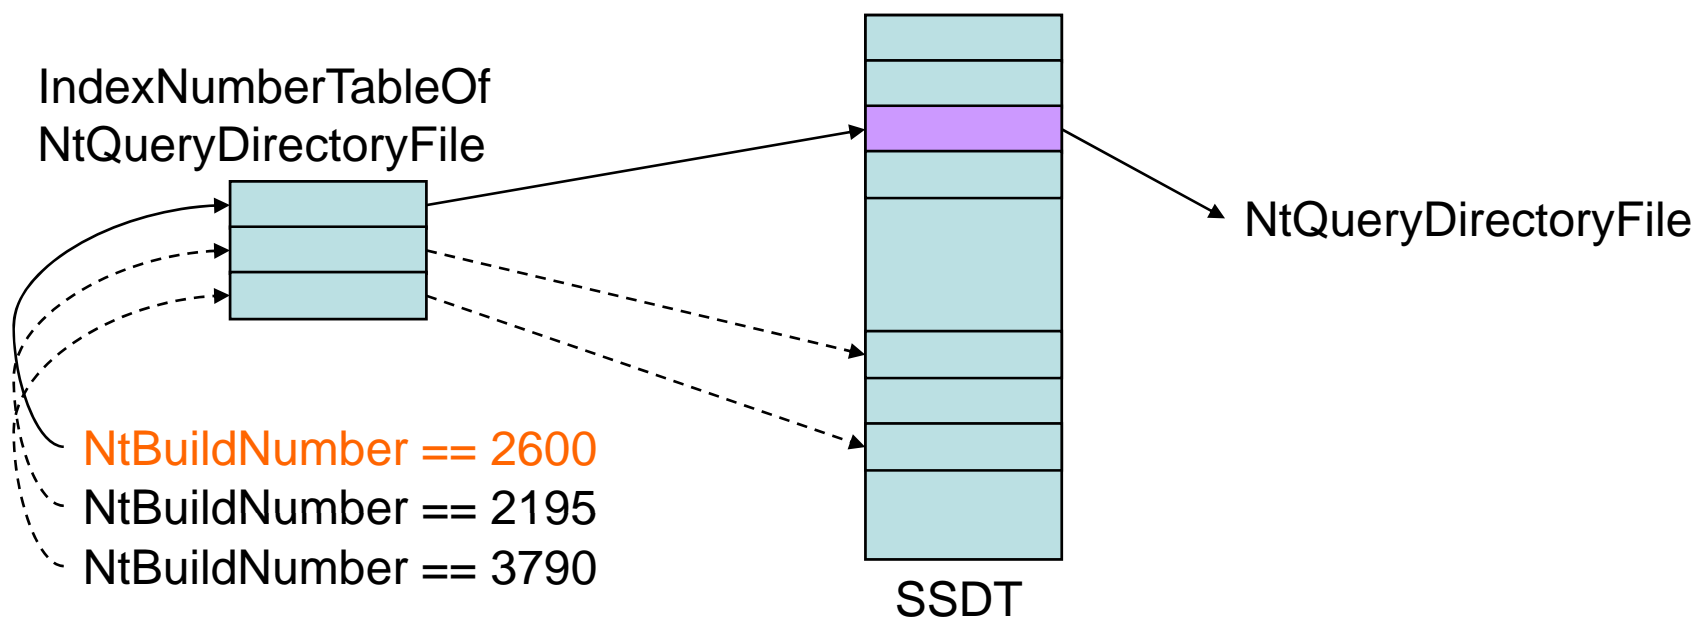 IndexNumberTableOf
NtQueryDirectoryFile
NtQueryDirectoryFile
NtBuildNumber == 2600
NtBuildNumber == 2195
NtBuildNumber == 3790
SSDT